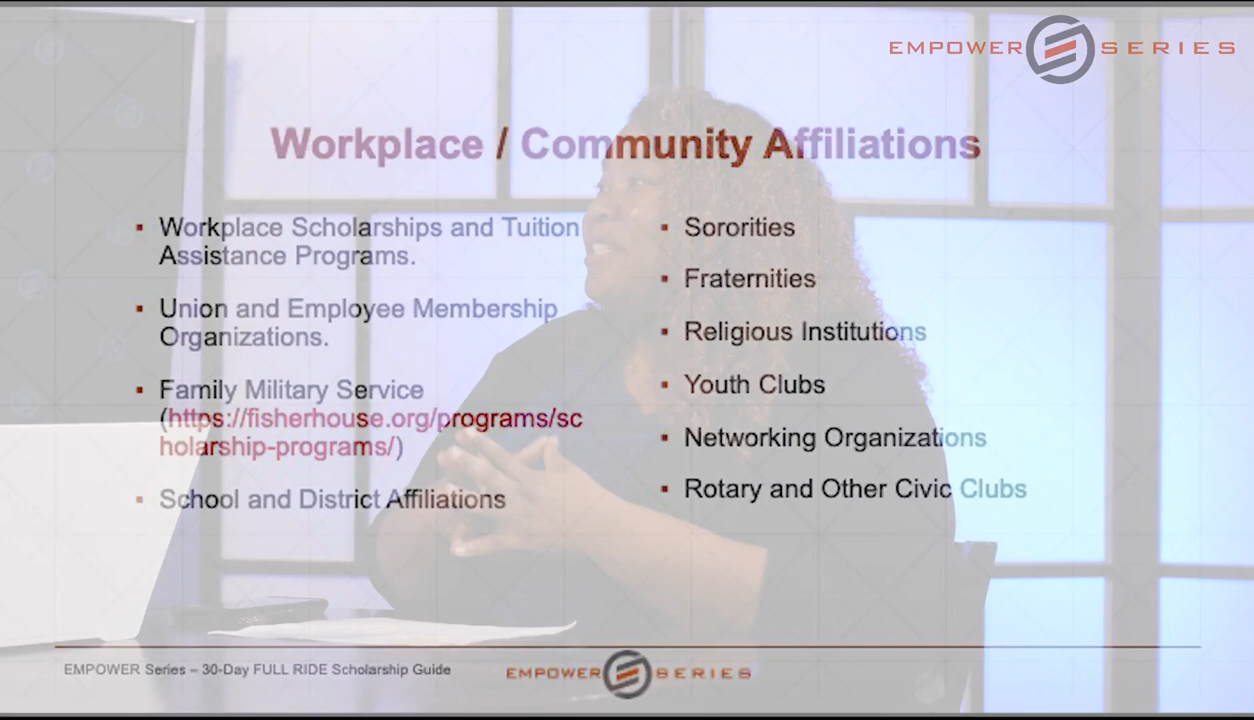 EMPOWER SERIES
Workplace / Community Affiliations
▪ Workplace Scholarships and Tuition
Assistance Programs.
▪ Union and Employee Membership
Organizations.
▪ Family Military Service
(https://fisherhouse.org/programs/sc
holarship-programs/)
▪ School and District Affiliations
▪ Sororities
▪ Fraternities
▪ Religious Institutions
▪ Youth Clubs
▪ Networking Organizations
▪ Rotary and Other Civic Clubs
EMPOWER Series – 30-Day FULL RIDE Scholarship Guide
EMPOWER SERIES